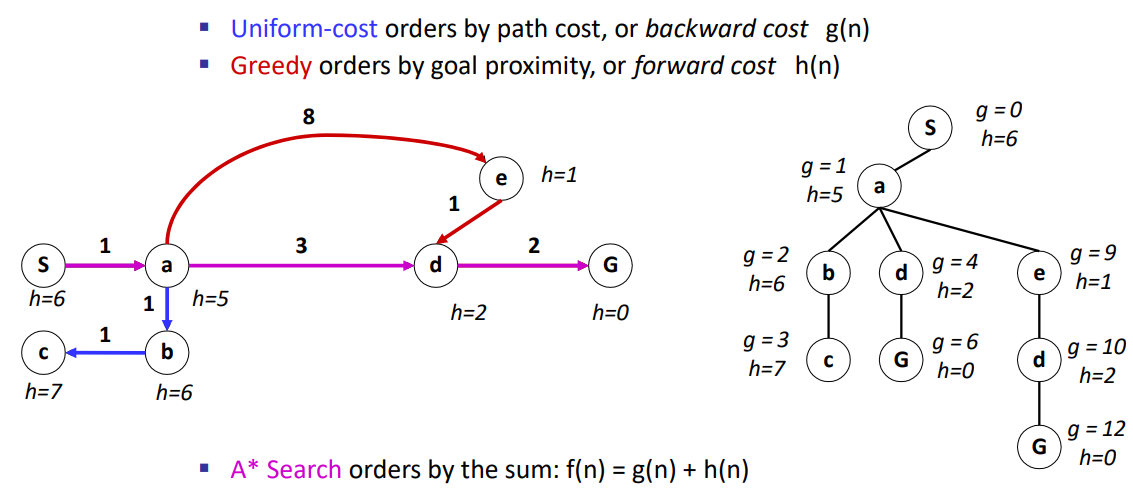 ▪ Uniform-cost orders by path cost, or backward cost g(n)
▪ Greedy orders by goal proximity, or forward cost h(n)
8
e
h=1
1
S
1
a
3
d
2
G
h=6
h=5
h=2
h=0
1
c
1
b
h=7
h=6
S
g = 0
h=6
g = 1
h=5
a
g = 2
h=6
b
d
g = 4
h=2
e
g = 9
h=1
g = 3
h=7
c
G
g = 6
h=0
d
g = 10
h=2
G
g = 12
h=0
▪ A* Search orders by the sum: f(n) = g(n) + h(n)